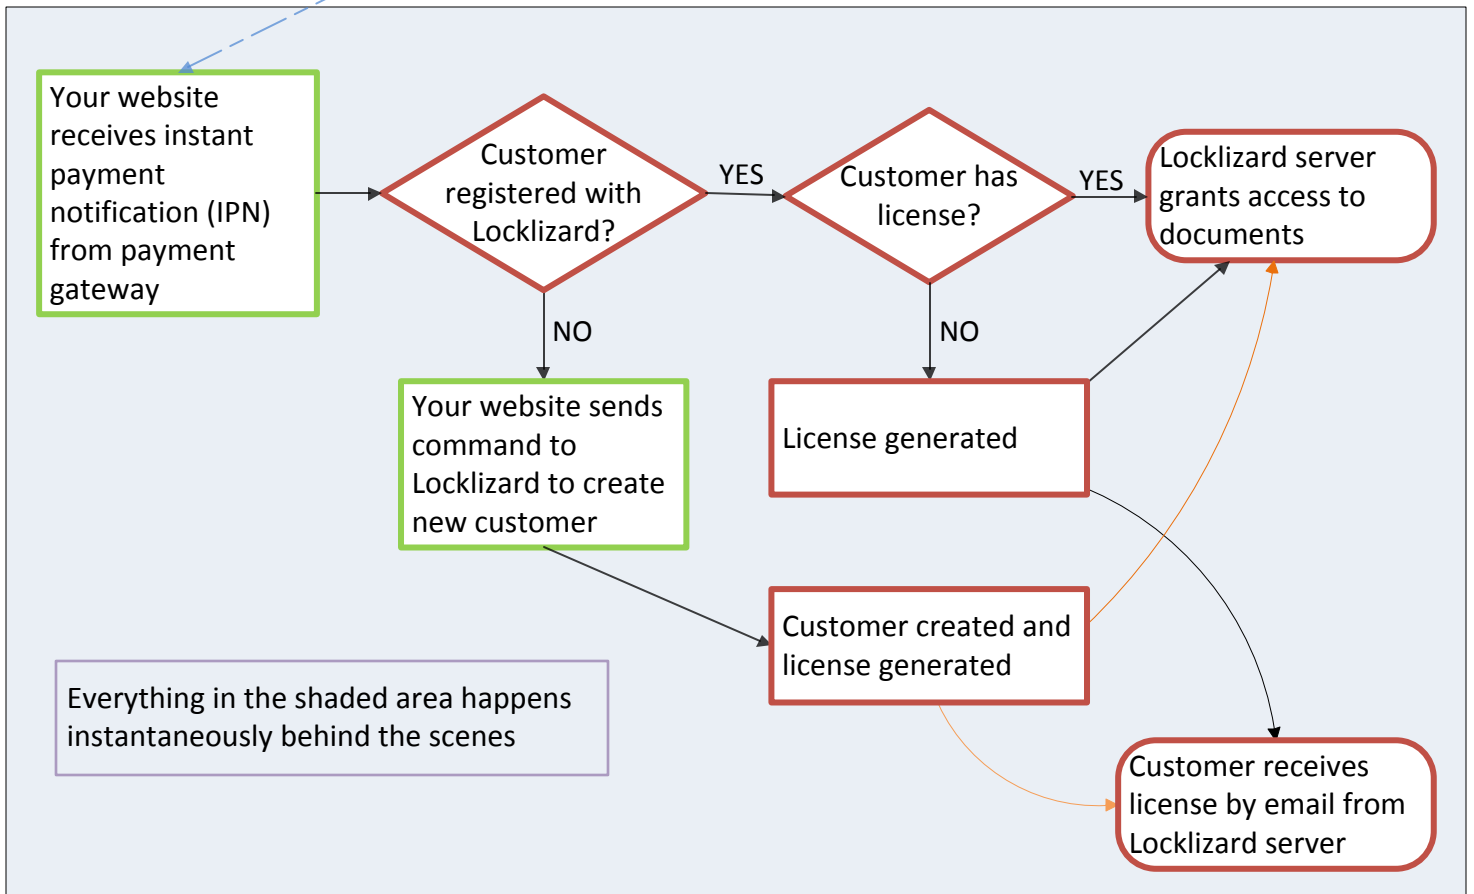 Your website
receives instant
payment
notification (IPN)
from payment
gateway
Customer
registered with
Locklizard?
YES
Customer has
license?
YES
Locklizard server
grants access to
documents
NO
NO
Your website sends
command to
Locklizard to create
new customer
License generated
Customer created and
license generated
Everything in the shaded area happens
instantaneously behind the scenes
Customer receives
license by email from
Locklizard server